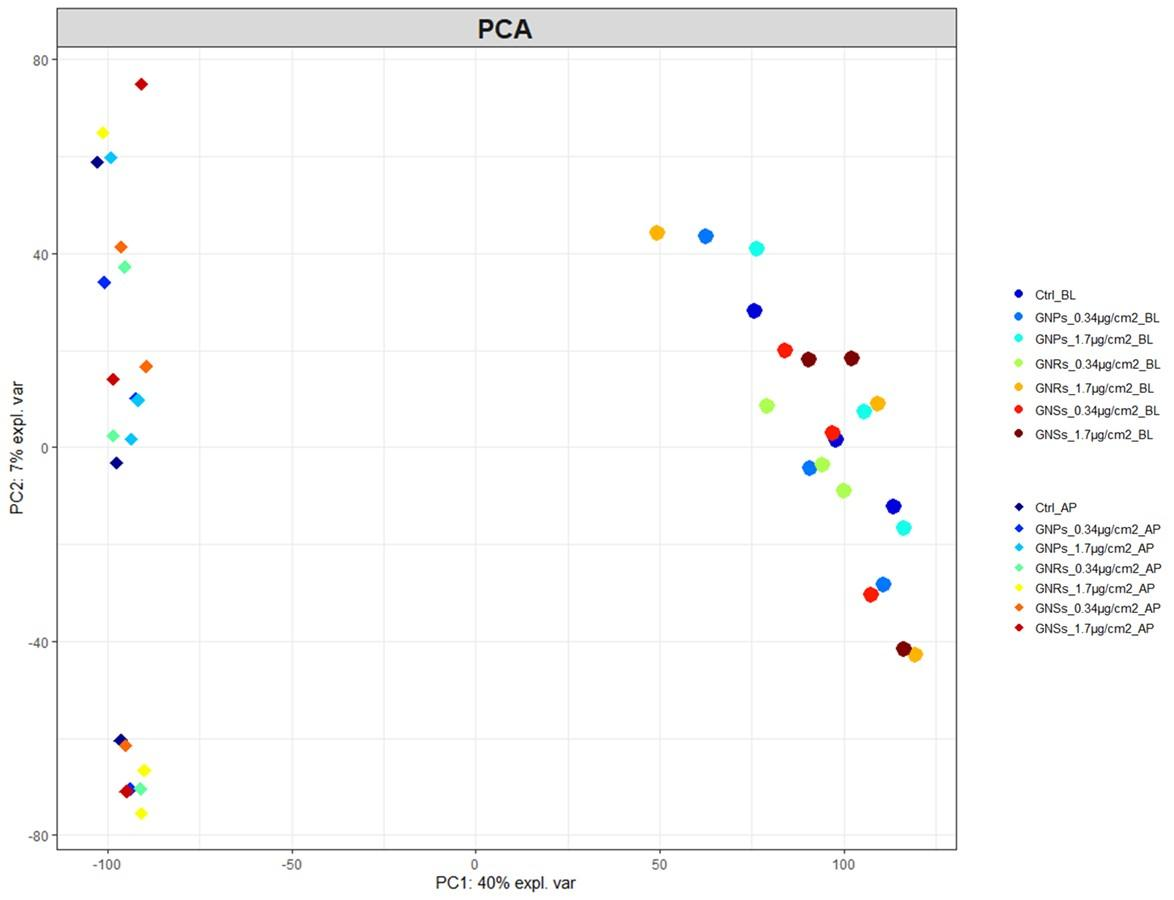 PCA
80
40
0
-40
-80
PC2: 7% expl. var
-100
-50
0
50
100
PC1: 40% expl. var
Ctrl_BL
GNPs_0.34µg/cm2_BL
GNPs_1.7µg/cm2_BL
GNRs_0.34µg/cm2_BL
GNRs_1.7µg/cm2_BL
GNSs_0.34µg/cm2_BL
GNSs_1.7µg/cm2_BL
Ctrl_AP
GNPs_0.34µg/cm2_AP
GNPs_1.7µg/cm2_AP
GNRs_0.34µg/cm2_AP
GNRs_1.7µg/cm2_AP
GNSs_0.34µg/cm2_AP
GNSs_1.7µg/cm2_AP